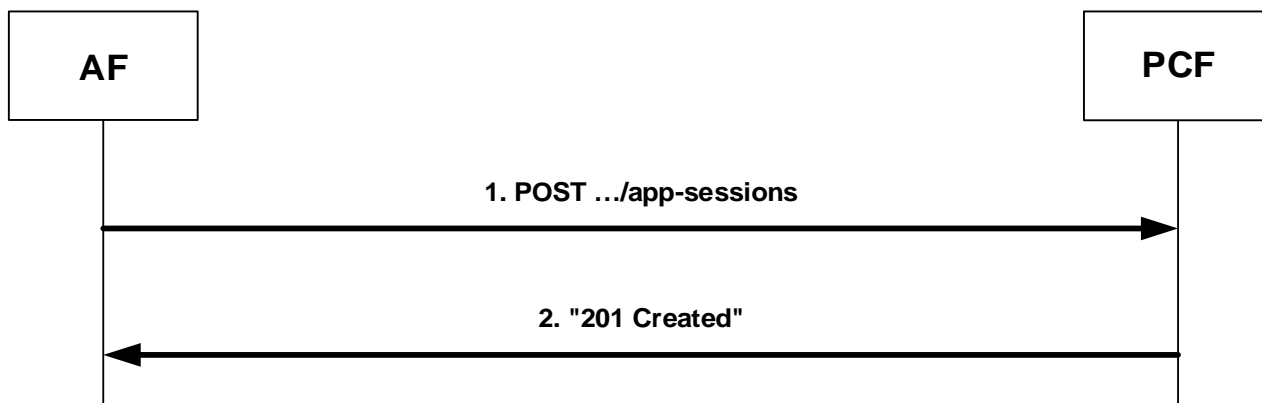 AF
PCF
1. POST …/app-sessions
2. "201 Created"